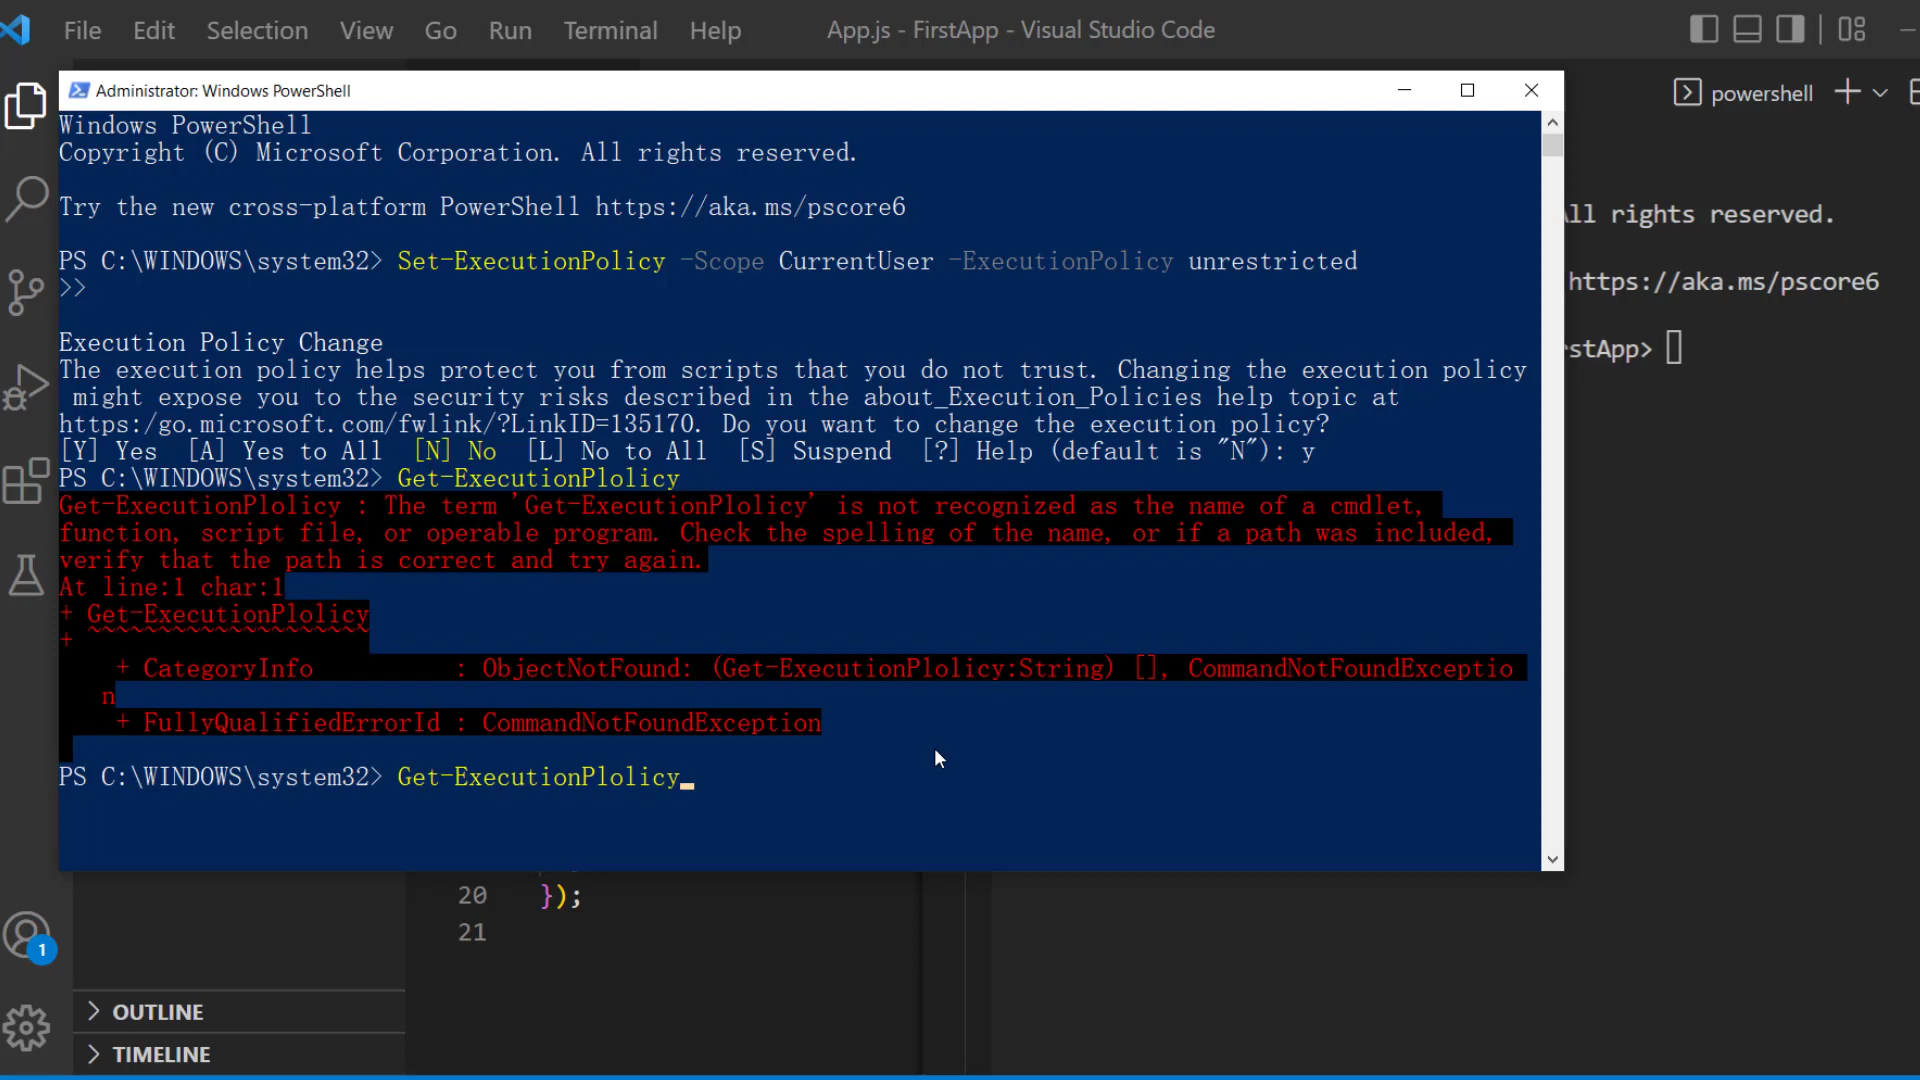 File Edit Selection View Go Run Terminal Help App.js - FirstApp - Visual Studio Code
Administrator: Windows PowerShell
powershell
Windows PowerShell
Copyright (C) Microsoft Corporation. All rights reserved.
Try the new cross-platform PowerShell https://aka.ms/pscore6
PS C:\WINDOWS\system32> Set-ExecutionPolicy -Scope CurrentUser -ExecutionPolicy unrestricted
>>
Execution Policy Change
The execution policy helps protect you from scripts that you do not trust. Changing the execution policy
might expose you to the security risks described in the about_Execution_Policies help topic at
https:/go.microsoft.com/fwlink/?LinkID=135170. Do you want to change the execution policy?
[Y] Yes [A] Yes to All [N] No [L] No to All [S] Suspend [?] Help (default is "N"): y
PS C:\WINDOWS\system32> Get-ExecutionPlolicy
Get-ExecutionPlolicy : The term 'Get-ExecutionPlolicy' is not recognized as the name of a cmdlet,
function, script file, or operable program. Check the spelling of the name, or if a path was included,
verify that the path is correct and try again.
At line:1 char:1
+ Get-ExecutionPlolicy
+ ~~~~~~~~~~~~~~~~~~~~
+ CategoryInfo : ObjectNotFound: (Get-ExecutionPlolicy:String) [], CommandNotFoundExceptio
n
+ FullyQualifiedErrorId : CommandNotFoundException
PS C:\WINDOWS\system32> Get-ExecutionPlolicy
All rights reserved.
https://aka.ms/pscore6
stApp>
20 });
21
1
OUTLINE
TIMELINE